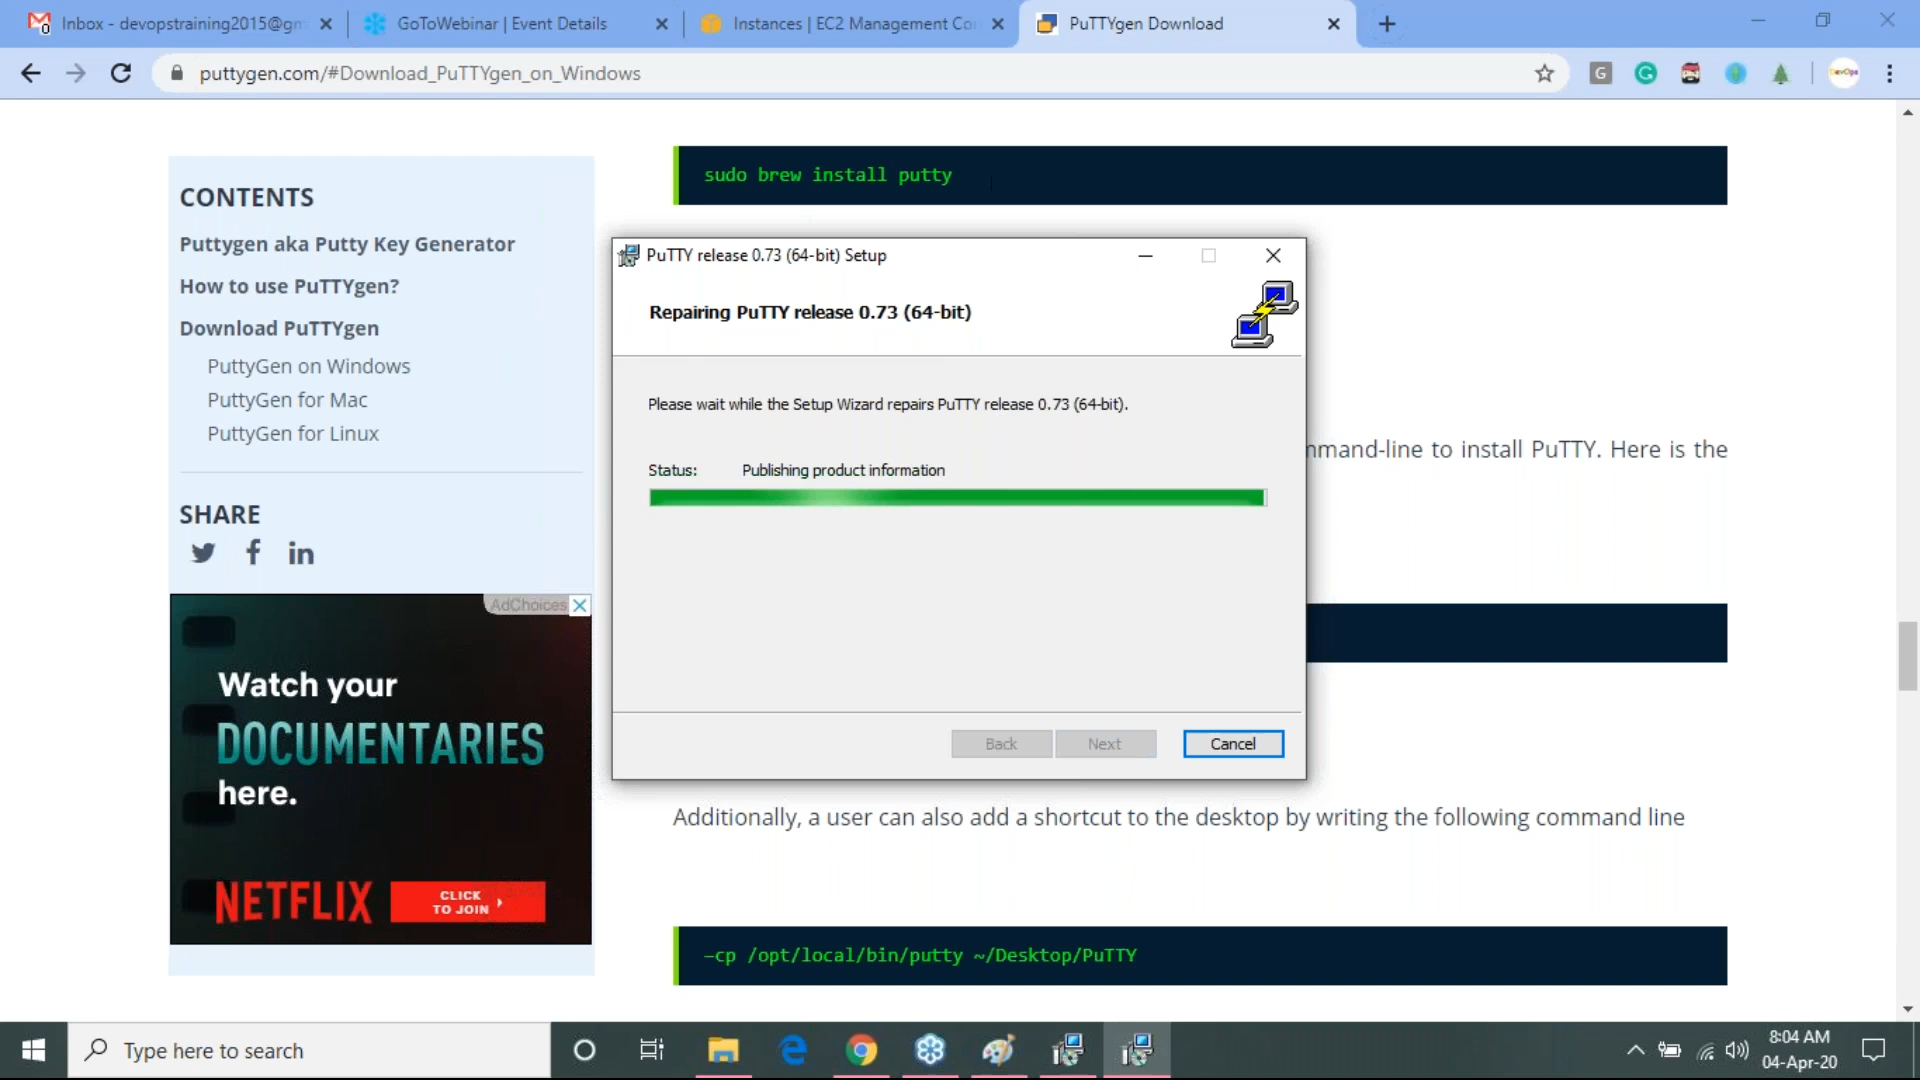 Inbox - devopstraining2015@gm
GoToWebinar | Event Details
Instances | EC2 Management Co
PuTTYgen Download
puttygen.com/#Download_PuTTYgen_on_Windows
DevOps
CONTENTS
Puttygen aka Putty Key Generator
How to use PuTTYgen?
Download PuTTYgen
PuttyGen on Windows
PuttyGen for Mac
PuttyGen for Linux
SHARE
AdChoices
Watch your
DOCUMENTARIES
here.
NETFLIX
CLICK
TO JOIN
sudo brew install putty
PuTTY release 0.73 (64-bit) Setup
Repairing PuTTY release 0.73 (64-bit)
Please wait while the Setup Wizard repairs PuTTY release 0.73 (64-bit).
Status: Publishing product information
Back Next Cancel
mmand-line to install PuTTY. Here is the
Additionally, a user can also add a shortcut to the desktop by writing the following command line
–cp /opt/local/bin/putty ~/Desktop/PuTTY
Type here to search
8:04 AM
04-Apr-20